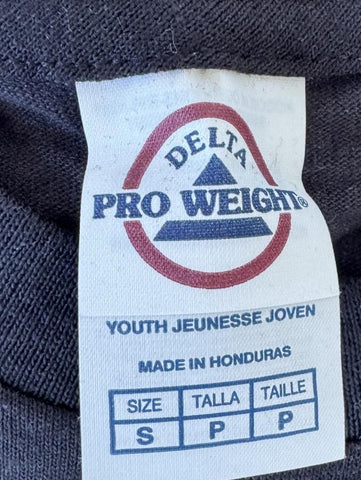 DELTA
PRO WEIGHT®
YOUTH JEUNESSE JOVEN
MADE IN HONDURAS
SIZE TALLA TAILLE
S P P